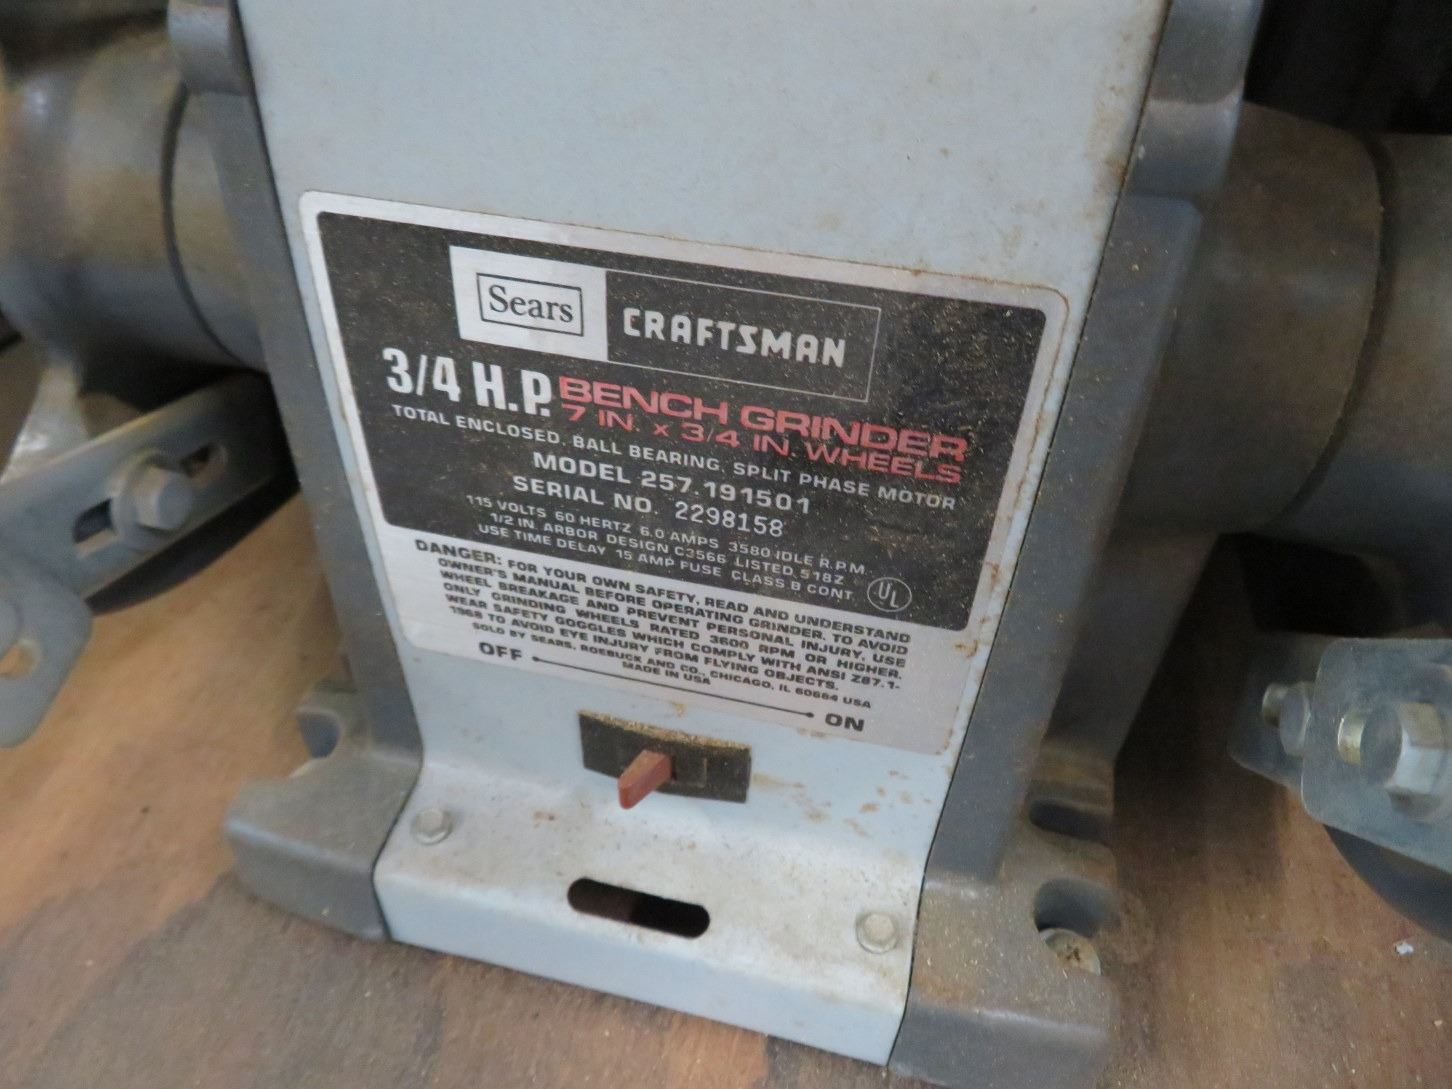 Sears
CRAFTSMAN
3/4 H.P. BENCH GRINDER
7 IN. x 3/4 IN. WHEELS
TOTAL ENCLOSED, BALL BEARING, SPLIT PHASE MOTOR
MODEL 257.191501
SERIAL NO. 2298158
115 VOLTS 60 HERTZ 6.0 AMPS 3580 IDLE R.P.M.
1/2 IN. ARBOR DESIGN C3566 LISTED 518Z
USE TIME DELAY 15 AMP FUSE CLASS B CONT.
UL
DANGER: FOR YOUR OWN SAFETY, READ AND UNDERSTAND
OWNER'S MANUAL BEFORE OPERATING GRINDER. TO AVOID
WHEEL BREAKAGE AND PREVENT PERSONAL INJURY, USE
ONLY GRINDING WHEELS RATED 3600 RPM OR HIGHER.
WEAR SAFETY GOGGLES WHICH COMPLY WITH ANSI Z87.1-
1968 TO AVOID EYE INJURY FROM FLYING OBJECTS.
SOLD BY SEARS, ROEBUCK AND CO., CHICAGO, IL 60684 USA
MADE IN USA
OFF
ON